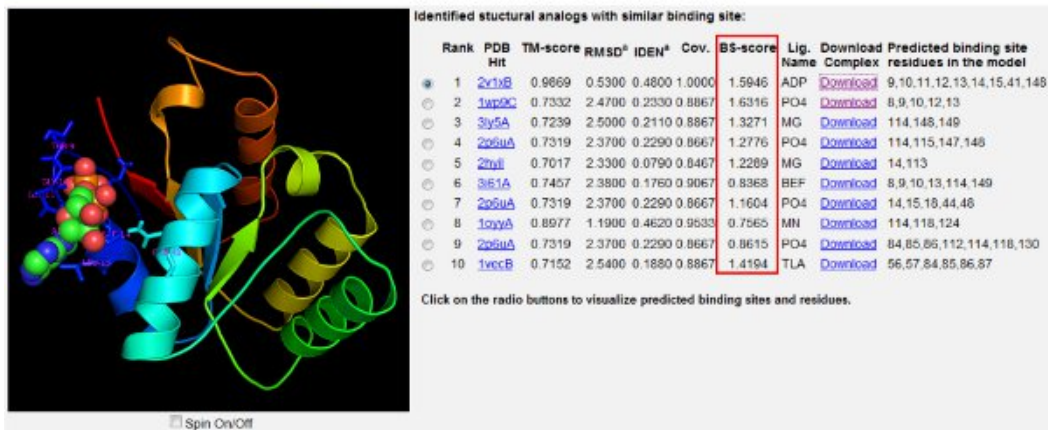 Identified stuctural analogs with similar binding site:
Rank PDB Hit TM-score RMSDª IDENª Cov. BS-score Lig. Name Download Complex Predicted binding site residues in the model
1 2v1xB 0.9869 0.5300 0.4800 1.0000 1.5946 ADP Download 9,10,11,12,13,14,15,41,148
2 1wp9C 0.7332 2.4700 0.2330 0.8867 1.6316 PO4 Download 8,9,10,12,13
3 3ly5A 0.7239 2.5000 0.2110 0.8867 1.3271 MG Download 114,148,149
4 2p6uA 0.7319 2.3700 0.2290 0.8667 1.2776 PO4 Download 114,115,147,148
5 2hyiI 0.7017 2.3300 0.0790 0.8467 1.2289 MG Download 14,113
6 3i61A 0.7457 2.3800 0.1760 0.9067 0.8368 BEF Download 8,9,10,13,114,149
7 2p6uA 0.7319 2.3700 0.2290 0.8667 1.1604 PO4 Download 14,15,18,44,48
8 1oyyA 0.8977 1.1900 0.4620 0.9533 0.7565 MN Download 114,118,124
9 2p6uA 0.7319 2.3700 0.2290 0.8667 0.8615 PO4 Download 84,85,86,112,114,118,130
10 1vecB 0.7152 2.5400 0.1880 0.8867 1.4194 TLA Download 56,57,84,85,86,87
Click on the radio buttons to visualize predicted binding sites and residues.
Spin On/Off